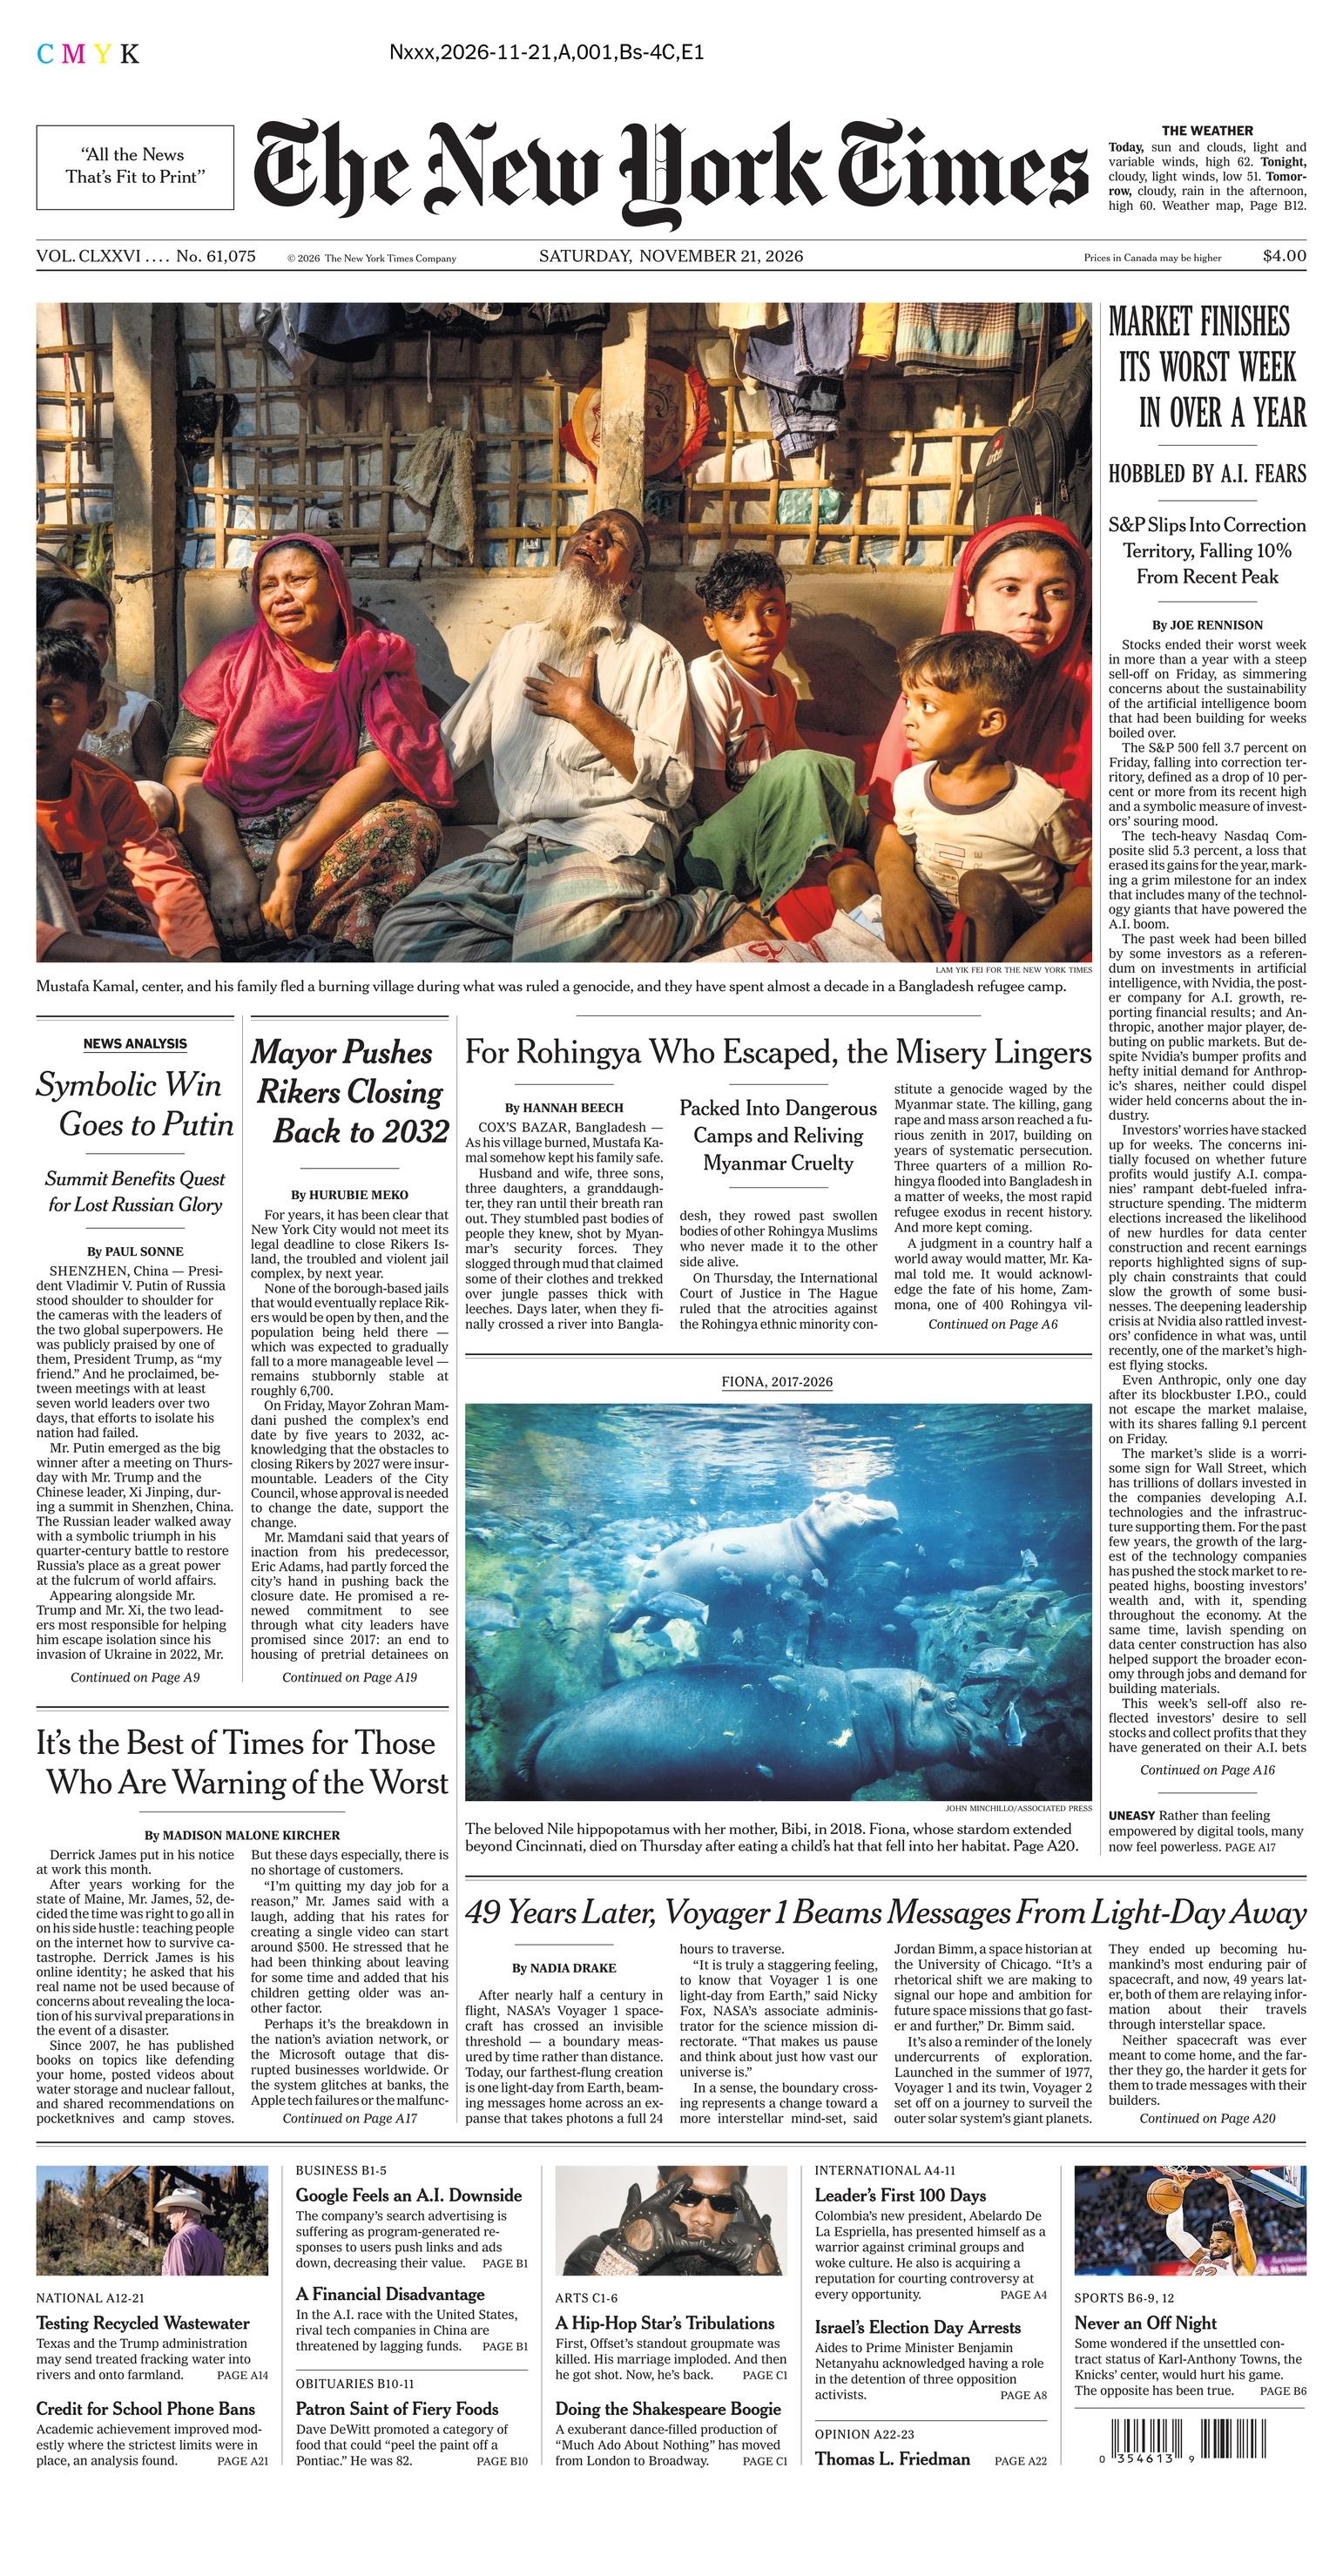 C M Y K
Nxxx,2026-11-21,A,001,Bs-4C,E1
“All the News
That’s Fit to Print”
The New York Times
THE WEATHER
Today, sun and clouds, light and
variable winds, high 62. Tonight,
cloudy, light winds, low 51. Tomor-
row, cloudy, rain in the afternoon,
high 60. Weather map, Page B12.
VOL. CLXXVI .... No. 61,075
© 2026 The New York Times Company
SATURDAY, NOVEMBER 21, 2026
Prices in Canada may be higher
$4.00
LAM YIK FEI FOR THE NEW YORK TIMES
Mustafa Kamal, center, and his family fled a burning village during what was ruled a genocide, and they have spent almost a decade in a Bangladesh refugee camp.
MARKET FINISHES
ITS WORST WEEK
IN OVER A YEAR
HOBBLED BY A.I. FEARS
S&P Slips Into Correction
Territory, Falling 10%
From Recent Peak
By JOE RENNISON
Stocks ended their worst week
in more than a year with a steep
sell-off on Friday, as simmering
concerns about the sustainability
of the artificial intelligence boom
that had been building for weeks
boiled over.
The S&P 500 fell 3.7 percent on
Friday, falling into correction ter-
ritory, defined as a drop of 10 per-
cent or more from its recent high
and a symbolic measure of invest-
ors’ souring mood.
The tech-heavy Nasdaq Com-
posite slid 5.3 percent, a loss that
erased its gains for the year, mark-
ing a grim milestone for an index
that includes many of the technol-
ogy giants that have powered the
A.I. boom.
The past week had been billed
by some investors as a referen-
dum on investments in artificial
intelligence, with Nvidia, the post-
er company for A.I. growth, re-
porting financial results; and An-
thropic, another major player, de-
buting on public markets. But de-
spite Nvidia’s bumper profits and
hefty initial demand for Anthrop-
ic’s shares, neither could dispel
wider held concerns about the in-
dustry.
Investors’ worries have stacked
up for weeks. The concerns ini-
tially focused on whether future
profits would justify A.I. compa-
nies’ rampant debt-fueled infra-
structure spending. The midterm
elections increased the likelihood
of new hurdles for data center
construction and recent earnings
reports highlighted signs of sup-
ply chain constraints that could
slow the growth of some busi-
nesses. The deepening leadership
crisis at Nvidia also rattled invest-
ors’ confidence in what was, until
recently, one of the market’s high-
est flying stocks.
Even Anthropic, only one day
after its blockbuster I.P.O., could
not escape the market malaise,
with its shares falling 9.1 percent
on Friday.
The market’s slide is a worri-
some sign for Wall Street, which
has trillions of dollars invested in
the companies developing A.I.
technologies and the infrastruc-
ture supporting them. For the past
few years, the growth of the larg-
est of the technology companies
has pushed the stock market to re-
peated highs, boosting investors’
wealth and, with it, spending
throughout the economy. At the
same time, lavish spending on
data center construction has also
helped support the broader econ-
omy through jobs and demand for
building materials.
This week’s sell-off also re-
flected investors’ desire to sell
stocks and collect profits that they
have generated on their A.I. bets
Continued on Page A16
UNEASY Rather than feeling
empowered by digital tools, many
now feel powerless. PAGE A17
NEWS ANALYSIS
Symbolic Win
Goes to Putin
Summit Benefits Quest
for Lost Russian Glory
By PAUL SONNE
SHENZHEN, China — Presi-
dent Vladimir V. Putin of Russia
stood shoulder to shoulder for
the cameras with the leaders of
the two global superpowers. He
was publicly praised by one of
them, President Trump, as “my
friend.” And he proclaimed, be-
tween meetings with at least
seven world leaders over two
days, that efforts to isolate his
nation had failed.
Mr. Putin emerged as the big
winner after a meeting on Thurs-
day with Mr. Trump and the
Chinese leader, Xi Jinping, dur-
ing a summit in Shenzhen, China.
The Russian leader walked away
with a symbolic triumph in his
quarter-century battle to restore
Russia’s place as a great power
at the fulcrum of world affairs.
Appearing alongside Mr.
Trump and Mr. Xi, the two lead-
ers most responsible for helping
him escape isolation since his
invasion of Ukraine in 2022, Mr.
Continued on Page A9
Mayor Pushes
Rikers Closing
Back to 2032
By HURUBIE MEKO
For years, it has been clear that
New York City would not meet its
legal deadline to close Rikers Is-
land, the troubled and violent jail
complex, by next year.
None of the borough-based jails
that would eventually replace Rik-
ers would be open by then, and the
population being held there —
which was expected to gradually
fall to a more manageable level —
remains stubbornly stable at
roughly 6,700.
On Friday, Mayor Zohran Mam-
dani pushed the complex’s end
date by five years to 2032, ac-
knowledging that the obstacles to
closing Rikers by 2027 were insur-
mountable. Leaders of the City
Council, whose approval is needed
to change the date, support the
change.
Mr. Mamdani said that years of
inaction from his predecessor,
Eric Adams, had partly forced the
city’s hand in pushing back the
closure date. He promised a re-
newed commitment to see
through what city leaders have
promised since 2017: an end to
housing of pretrial detainees on
Continued on Page A19
For Rohingya Who Escaped, the Misery Lingers
By HANNAH BEECH
COX’S BAZAR, Bangladesh —
As his village burned, Mustafa Ka-
mal somehow kept his family safe.
Husband and wife, three sons,
three daughters, a granddaugh-
ter, they ran until their breath ran
out. They stumbled past bodies of
people they knew, shot by Myan-
mar’s security forces. They
slogged through mud that claimed
some of their clothes and trekked
over jungle passes thick with
leeches. Days later, when they fi-
nally crossed a river into Bangla-
Packed Into Dangerous
Camps and Reliving
Myanmar Cruelty
desh, they rowed past swollen
bodies of other Rohingya Muslims
who never made it to the other
side alive.
On Thursday, the International
Court of Justice in The Hague
ruled that the atrocities against
the Rohingya ethnic minority con-
stitute a genocide waged by the
Myanmar state. The killing, gang
rape and mass arson reached a fu-
rious zenith in 2017, building on
years of systematic persecution.
Three quarters of a million Ro-
hingya flooded into Bangladesh in
a matter of weeks, the most rapid
refugee exodus in recent history.
And more kept coming.
A judgment in a country half a
world away would matter, Mr. Ka-
mal told me. It would acknowl-
edge the fate of his home, Zam-
mona, one of 400 Rohingya vil-
Continued on Page A6
FIONA, 2017-2026
JOHN MINCHILLO/ASSOCIATED PRESS
The beloved Nile hippopotamus with her mother, Bibi, in 2018. Fiona, whose stardom extended
beyond Cincinnati, died on Thursday after eating a child’s hat that fell into her habitat. Page A20.
It’s the Best of Times for Those
Who Are Warning of the Worst
By MADISON MALONE KIRCHER
Derrick James put in his notice
at work this month.
After years working for the
state of Maine, Mr. James, 52, de-
cided the time was right to go all in
on his side hustle: teaching people
on the internet how to survive ca-
tastrophe. Derrick James is his
online identity; he asked that his
real name not be used because of
concerns about revealing the loca-
tion of his survival preparations in
the event of a disaster.
Since 2007, he has published
books on topics like defending
your home, posted videos about
water storage and nuclear fallout,
and shared recommendations on
pocketknives and camp stoves.
But these days especially, there is
no shortage of customers.
“I’m quitting my day job for a
reason,” Mr. James said with a
laugh, adding that his rates for
creating a single video can start
around $500. He stressed that he
had been thinking about leaving
for some time and added that his
children getting older was an-
other factor.
Perhaps it’s the breakdown in
the nation’s aviation network, or
the Microsoft outage that dis-
rupted businesses worldwide. Or
the system glitches at banks, the
Apple tech failures or the malfunc-
Continued on Page A17
49 Years Later, Voyager 1 Beams Messages From Light-Day Away
By NADIA DRAKE
After nearly half a century in
flight, NASA’s Voyager 1 space-
craft has crossed an invisible
threshold — a boundary meas-
ured by time rather than distance.
Today, our farthest-flung creation
is one light-day from Earth, beam-
ing messages home across an ex-
panse that takes photons a full 24
hours to traverse.
“It is truly a staggering feeling,
to know that Voyager 1 is one
light-day from Earth,” said Nicky
Fox, NASA’s associate adminis-
trator for the science mission di-
rectorate. “That makes us pause
and think about just how vast our
universe is.”
In a sense, the boundary cross-
ing represents a change toward a
more interstellar mind-set, said
Jordan Bimm, a space historian at
the University of Chicago. “It’s a
rhetorical shift we are making to
signal our hope and ambition for
future space missions that go fast-
er and further,” Dr. Bimm said.
It’s also a reminder of the lonely
undercurrents of exploration.
Launched in the summer of 1977,
Voyager 1 and its twin, Voyager 2
set off on a journey to surveil the
outer solar system’s giant planets.
They ended up becoming hu-
mankind’s most enduring pair of
spacecraft, and now, 49 years lat-
er, both of them are relaying infor-
mation about their travels
through interstellar space.
Neither spacecraft was ever
meant to come home, and the far-
ther they go, the harder it gets for
them to trade messages with their
builders.
Continued on Page A20
NATIONAL A12-21
Testing Recycled Wastewater
Texas and the Trump administration
may send treated fracking water into
rivers and onto farmland. PAGE A14
Credit for School Phone Bans
Academic achievement improved mod-
estly where the strictest limits were in
place, an analysis found. PAGE A21
BUSINESS B1-5
Google Feels an A.I. Downside
The company’s search advertising is
suffering as program-generated re-
sponses to users push links and ads
down, decreasing their value. PAGE B1
A Financial Disadvantage
In the A.I. race with the United States,
rival tech companies in China are
threatened by lagging funds. PAGE B1
OBITUARIES B10-11
Patron Saint of Fiery Foods
Dave DeWitt promoted a category of
food that could “peel the paint off a
Pontiac.” He was 82. PAGE B10
ARTS C1-6
A Hip-Hop Star’s Tribulations
First, Offset’s standout groupmate was
killed. His marriage imploded. And then
he got shot. Now, he’s back. PAGE C1
Doing the Shakespeare Boogie
A exuberant dance-filled production of
“Much Ado About Nothing” has moved
from London to Broadway. PAGE C1
INTERNATIONAL A4-11
Leader’s First 100 Days
Colombia’s new president, Abelardo De
La Espriella, has presented himself as a
warrior against criminal groups and
woke culture. He also is acquiring a
reputation for courting controversy at
every opportunity. PAGE A4
Israel’s Election Day Arrests
Aides to Prime Minister Benjamin
Netanyahu acknowledged having a role
in the detention of three opposition
activists. PAGE A8
OPINION A22-23
Thomas L. Friedman PAGE A22
SPORTS B6-9, 12
Never an Off Night
Some wondered if the unsettled con-
tract status of Karl-Anthony Towns, the
Knicks’ center, would hurt his game.
The opposite has been true. PAGE B6
0 354613 9